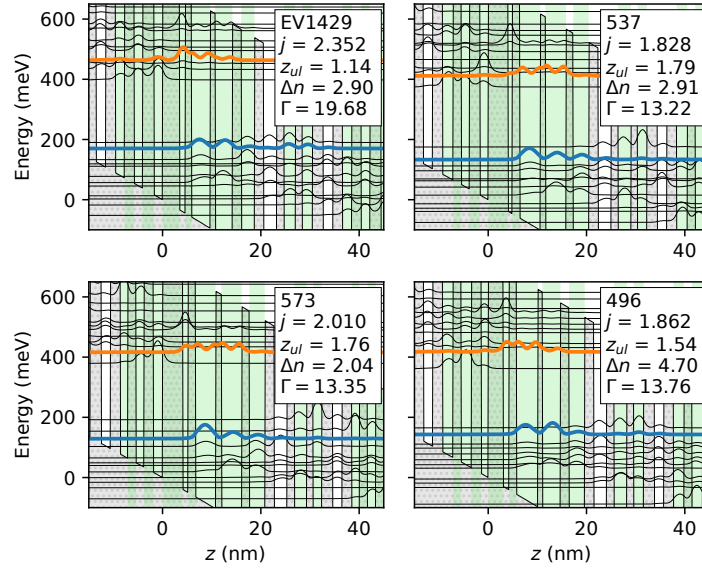 EV1429
j = 2.352
z_ul = 1.14
Δn = 2.90
Γ = 19.68
600
400
200
0
Energy (meV)
0
20
40
537
j = 1.828
z_ul = 1.79
Δn = 2.91
Γ = 13.22
0
20
40
573
j = 2.010
z_ul = 1.76
Δn = 2.04
Γ = 13.35
600
400
200
0
Energy (meV)
0
20
40
z (nm)
496
j = 1.862
z_ul = 1.54
Δn = 4.70
Γ = 13.76
0
20
40
z (nm)